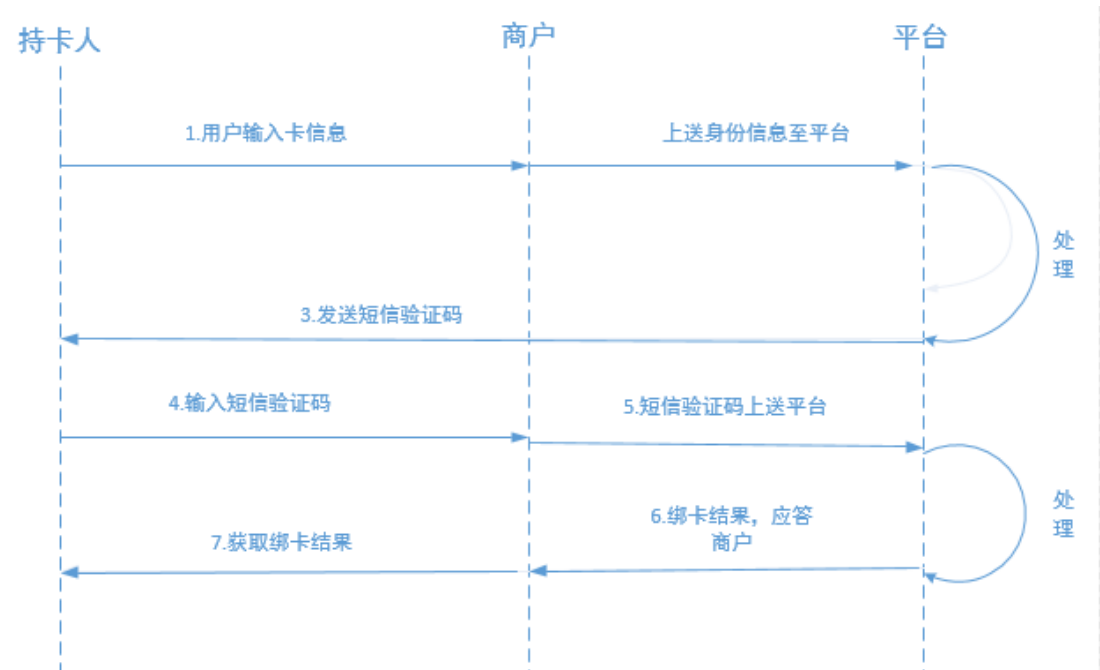 持卡人
商户
平台
1.用户输入卡信息
上送身份信息至平台
处
理
3.发送短信验证码
4.输入短信验证码
5.短信验证码上送平台
处
理
6.绑卡结果，应答
商户
7.获取绑卡结果